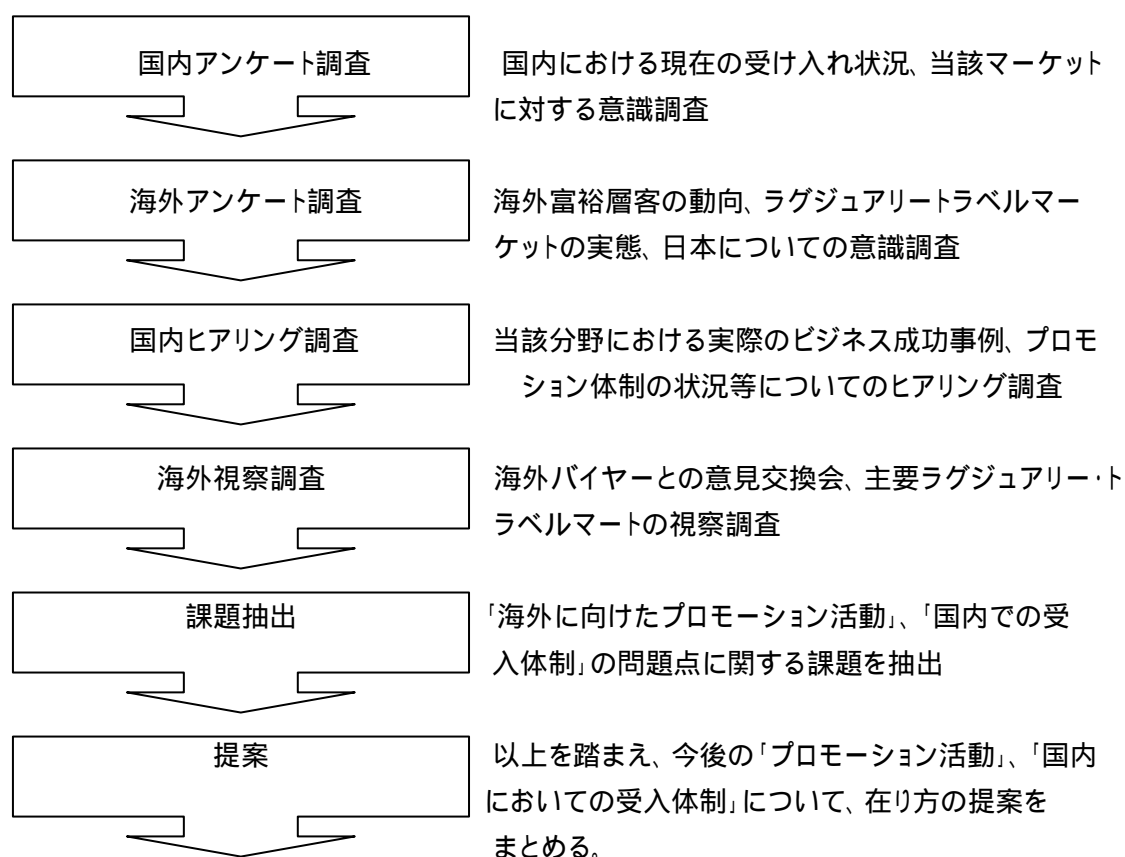 国内アンケート調査
国内における現在の受け入れ状況、当該マーケット
に対する意識調査
海外アンケート調査
海外富裕層客の動向、ラグジュアリートラベルマー
ケットの実態、日本についての意識調査
国内ヒアリング調査
当該分野における実際のビジネス成功事例、プロモ
ション体制の状況等についてのヒアリング調査
海外視察調査
海外バイヤーとの意見交換会、主要ラグジュアリー・ト
ラベルマートの視察調査
課題抽出
「海外に向けたプロモーション活動」、「国内での受
入体制」の問題点に関する課題を抽出
提案
以上を踏まえ、今後の「プロモーション活動」、「国内
においての受入体制」について、在り方の提案を
まとめる。